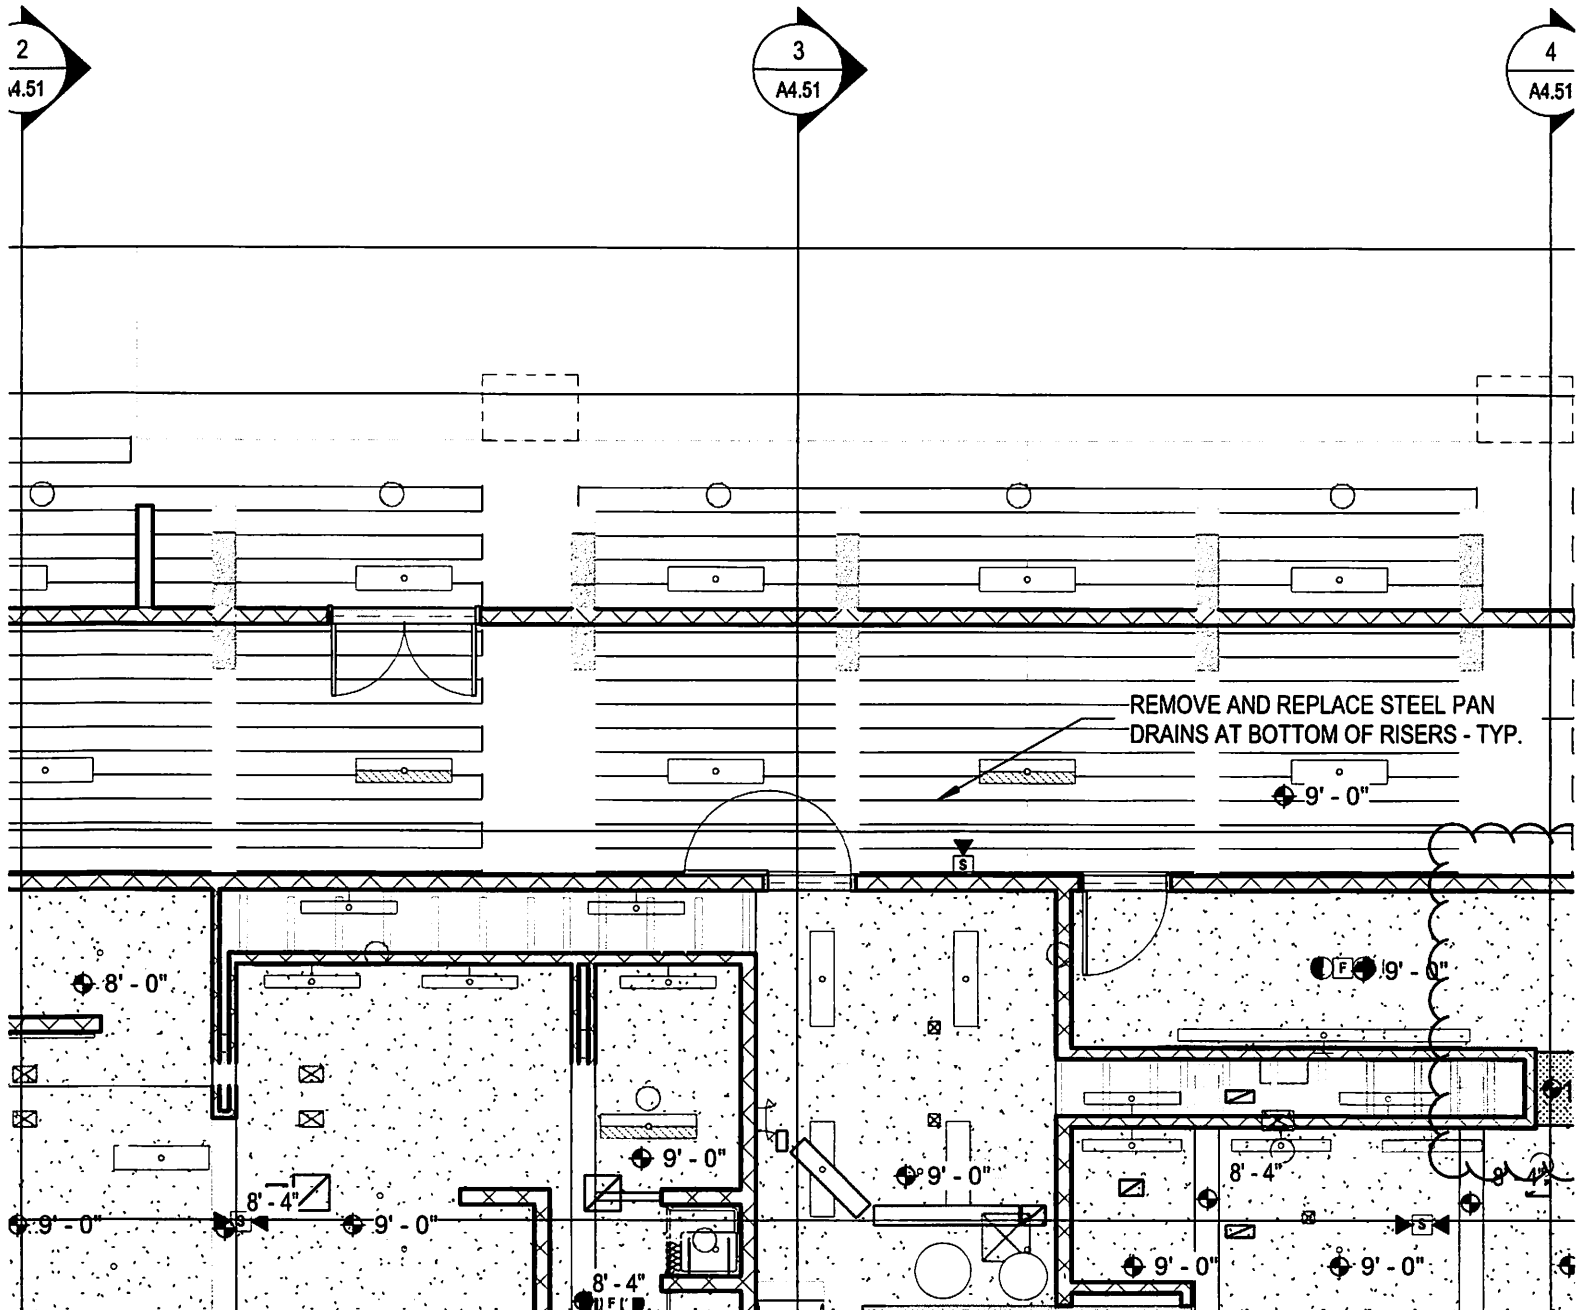 2
A4.51
3
A4.51
4
A4.51
REMOVE AND REPLACE STEEL PAN
DRAINS AT BOTTOM OF RISERS - TYP.
9' - 0"
S
8' - 0"
F
9' - 0"
9' - 0"
9' - 0"
8' - 4"
8' - 4"
8' - 4"
9' - 0"
S
9' - 0"
S
9' - 0"
9' - 0"
8' - 4"
F